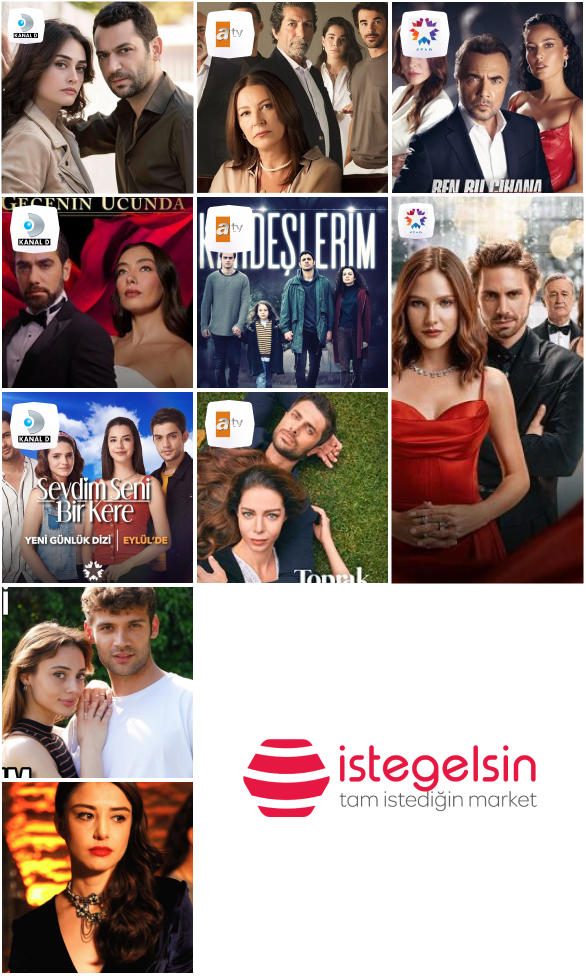 KANAL D
atv
STAR
BEN BU CİHANA
GECENİN UCUNDA
KANAL D
atv
KARDEŞLERİM
STAR
KANAL D
Sevdim Seni
Bir Kere
YENİ GÜNLÜK DİZİ | EYLÜL'DE
atv
Toprak
istegelsin
tam istediğin market